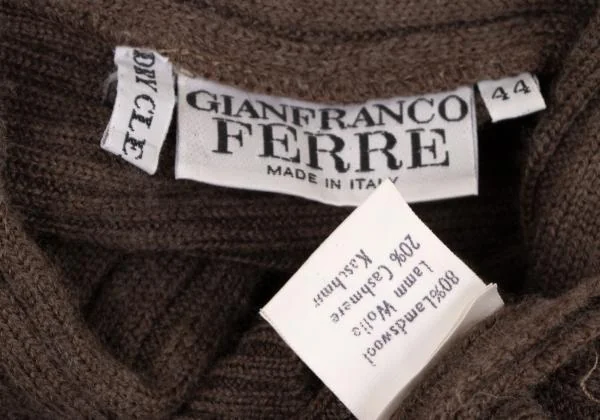 DRY CLE
GIANFRANCO
FERRE
MADE IN ITALY
44
80%Lamdswool
Lamm Wolle
20% Cashmere
Kaschmir